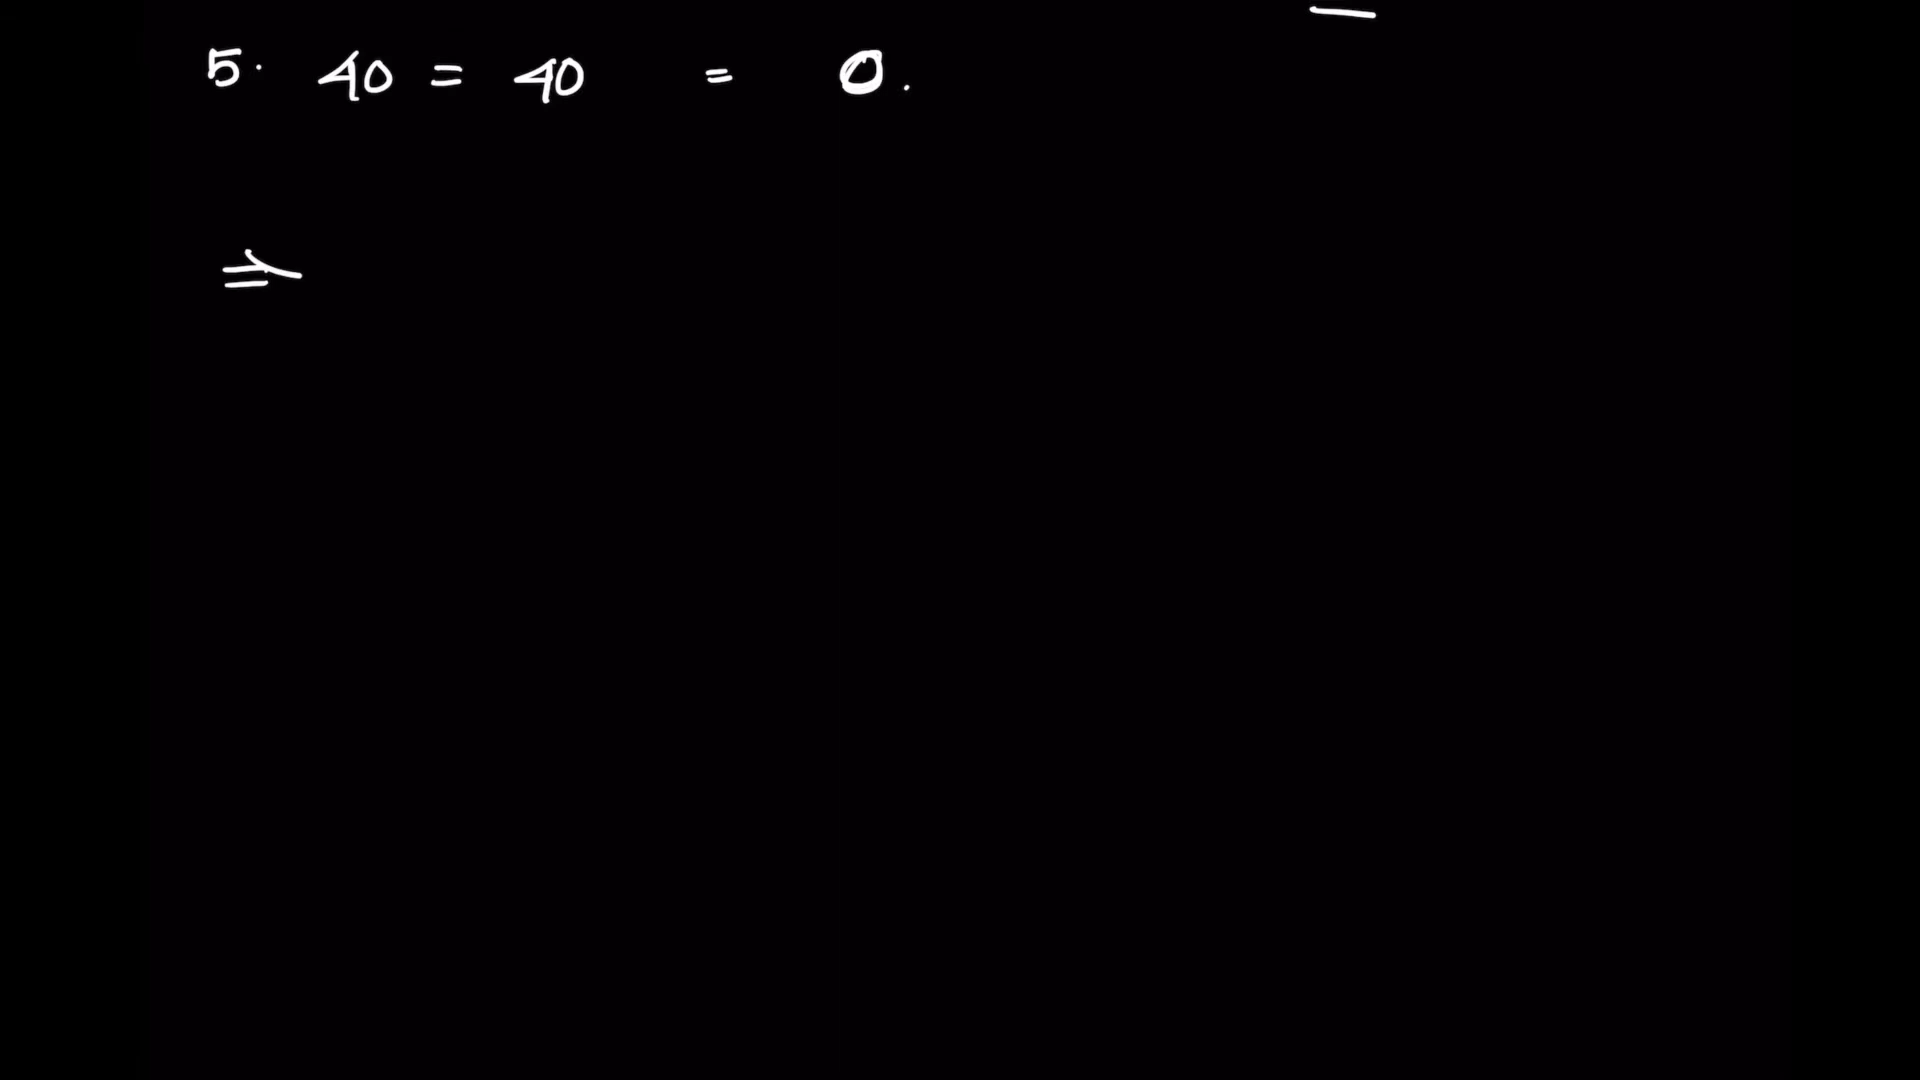 5. 40 = 40 = 0.
⇒